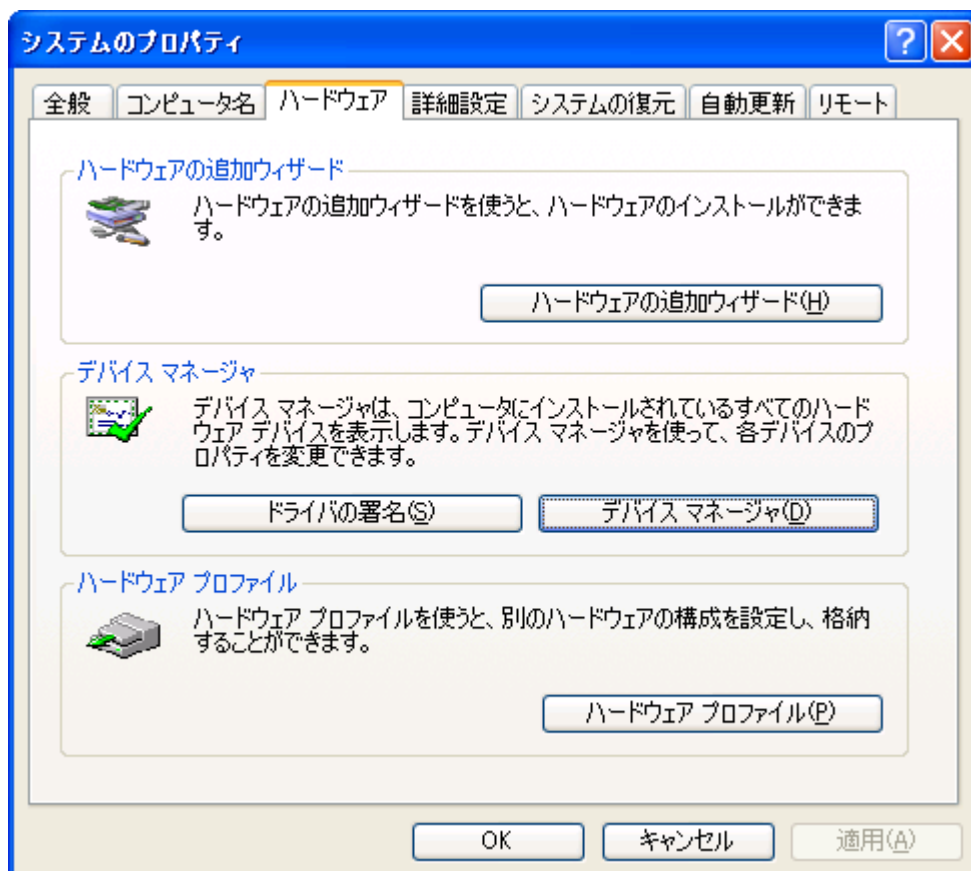 システムのプロパティ
全般 コンピュータ名 ハードウェア 詳細設定 システムの復元 自動更新 リモート
ハードウェアの追加ウィザード
ハードウェアの追加ウィザードを使うと、ハードウェアのインストールができま
す。
ハードウェアの追加ウィザード(H)
デバイス マネージャ
デバイス マネージャは、コンピュータにインストールされているすべてのハード
ウェア デバイスを表示します。デバイス マネージャを使って、各デバイスのプ
ロパティを変更できます。
ドライバの署名(S) デバイス マネージャ(D)
ハードウェア プロファイル
ハードウェア プロファイルを使うと、別のハードウェアの構成を設定し、格納
することができます。
ハードウェア プロファイル(P)
OK キャンセル 適用(A)